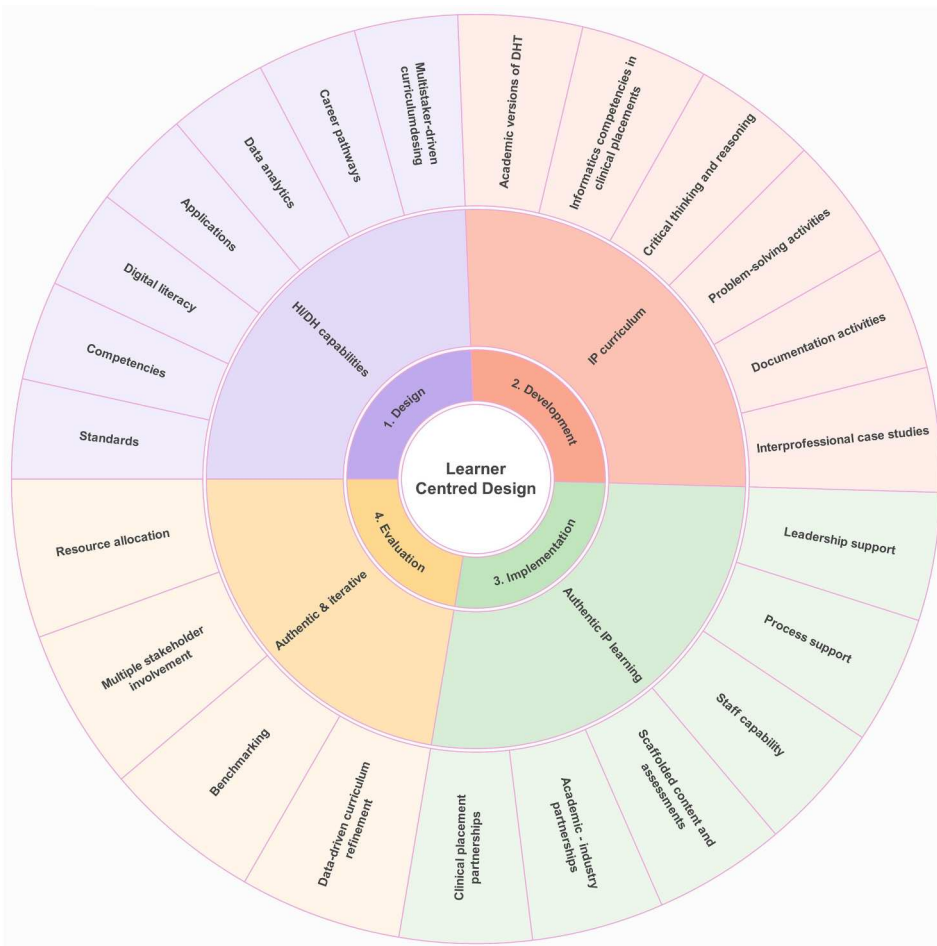 Learner
Centred Design
1. Design
2. Development
3. Implementation
4. Evaluation
HI/DH capabilities
IP curriculum
Authentic IP learning
Authentic & iterative
Standards
Competencies
Digital literacy
Applications
Data analytics
Career pathways
Multistaker-driven
curriculumdesing
Academic versions of DHT
Informatics competencies in
clinical placements
Critical thinking and reasoning
Problem-solving activities
Documentation activities
Interprofessional case studies
Leadership support
Process support
Staff capability
Scaffolded content and
assessments
Academic - industry
partnerships
Clinical placement
partnerships
Data-driven curriculum
refinement
Benchmarking
Multiple stakeholder
involvement
Resource allocation